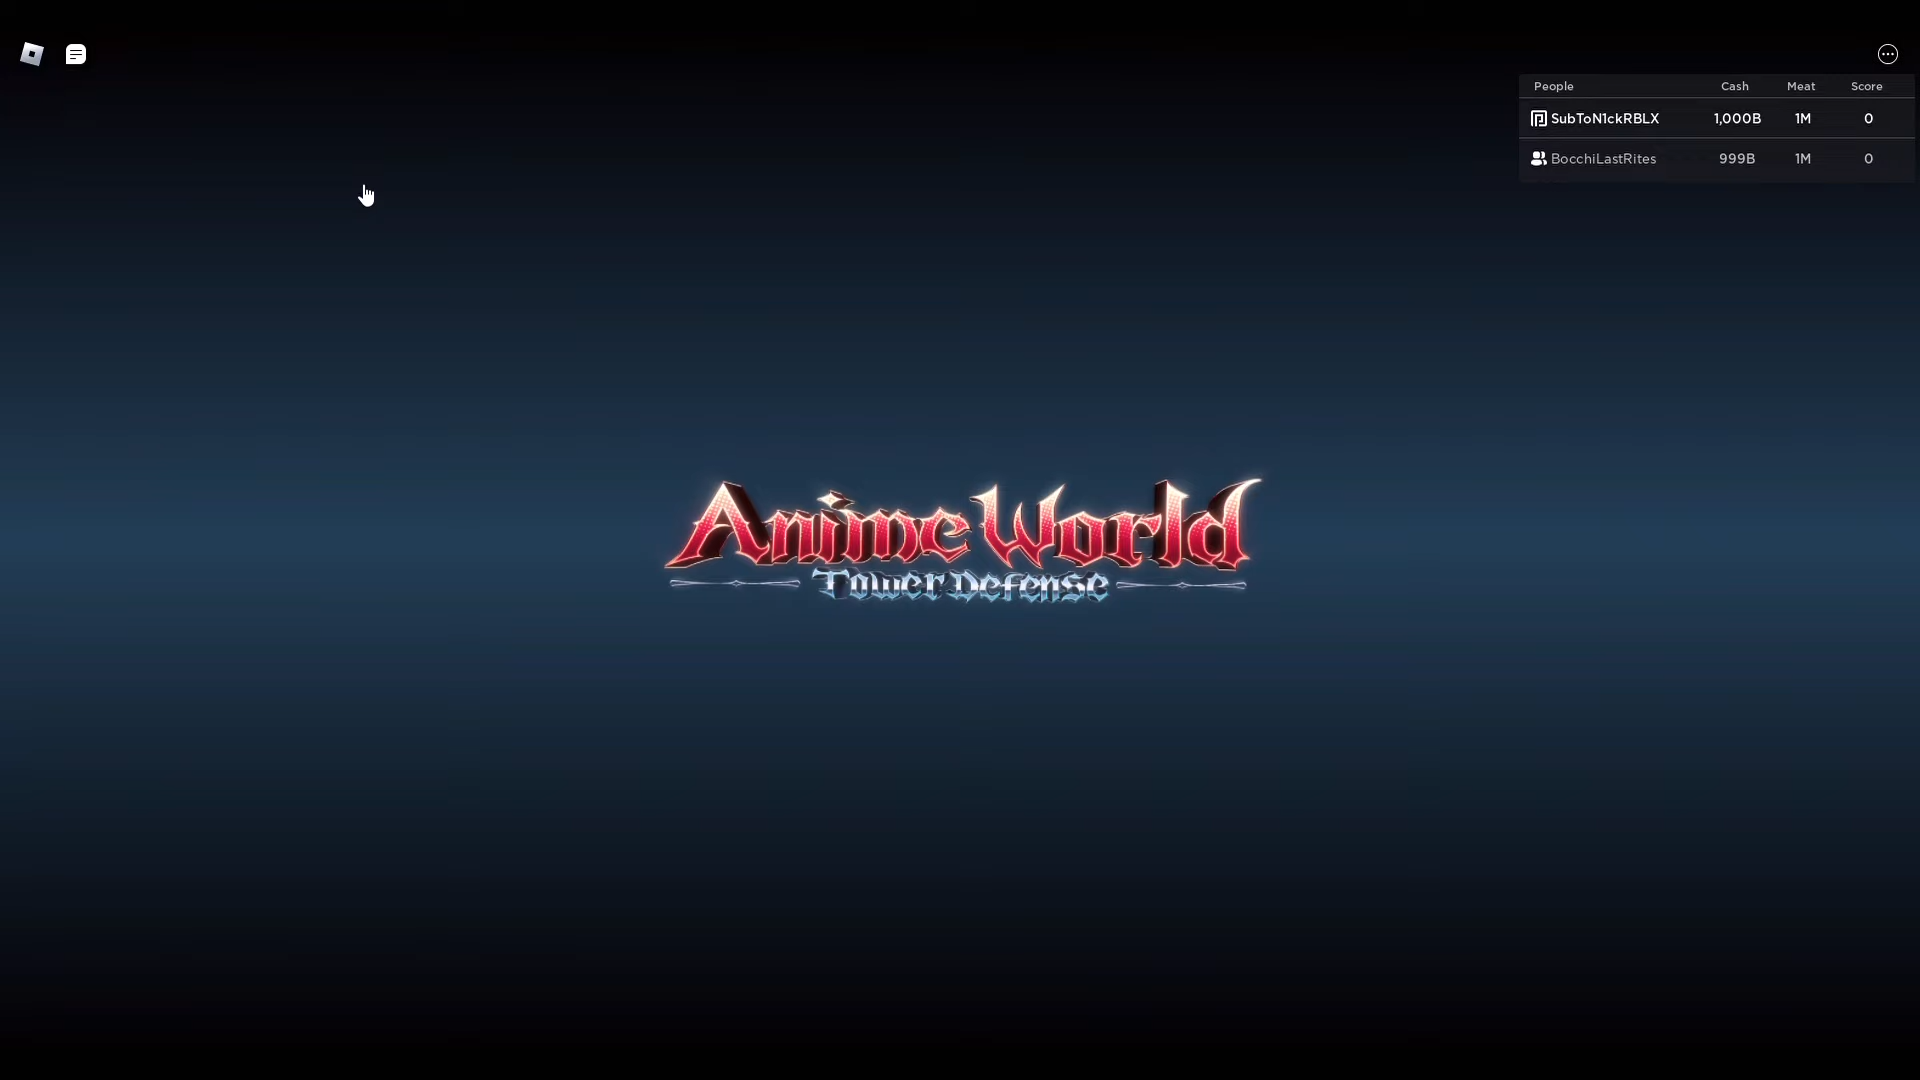 People Cash Meat Score
SubToN1ckRBLX 1,000B 1M 0
BocchiLastRites 999B 1M 0
Anime World
Tower Defense